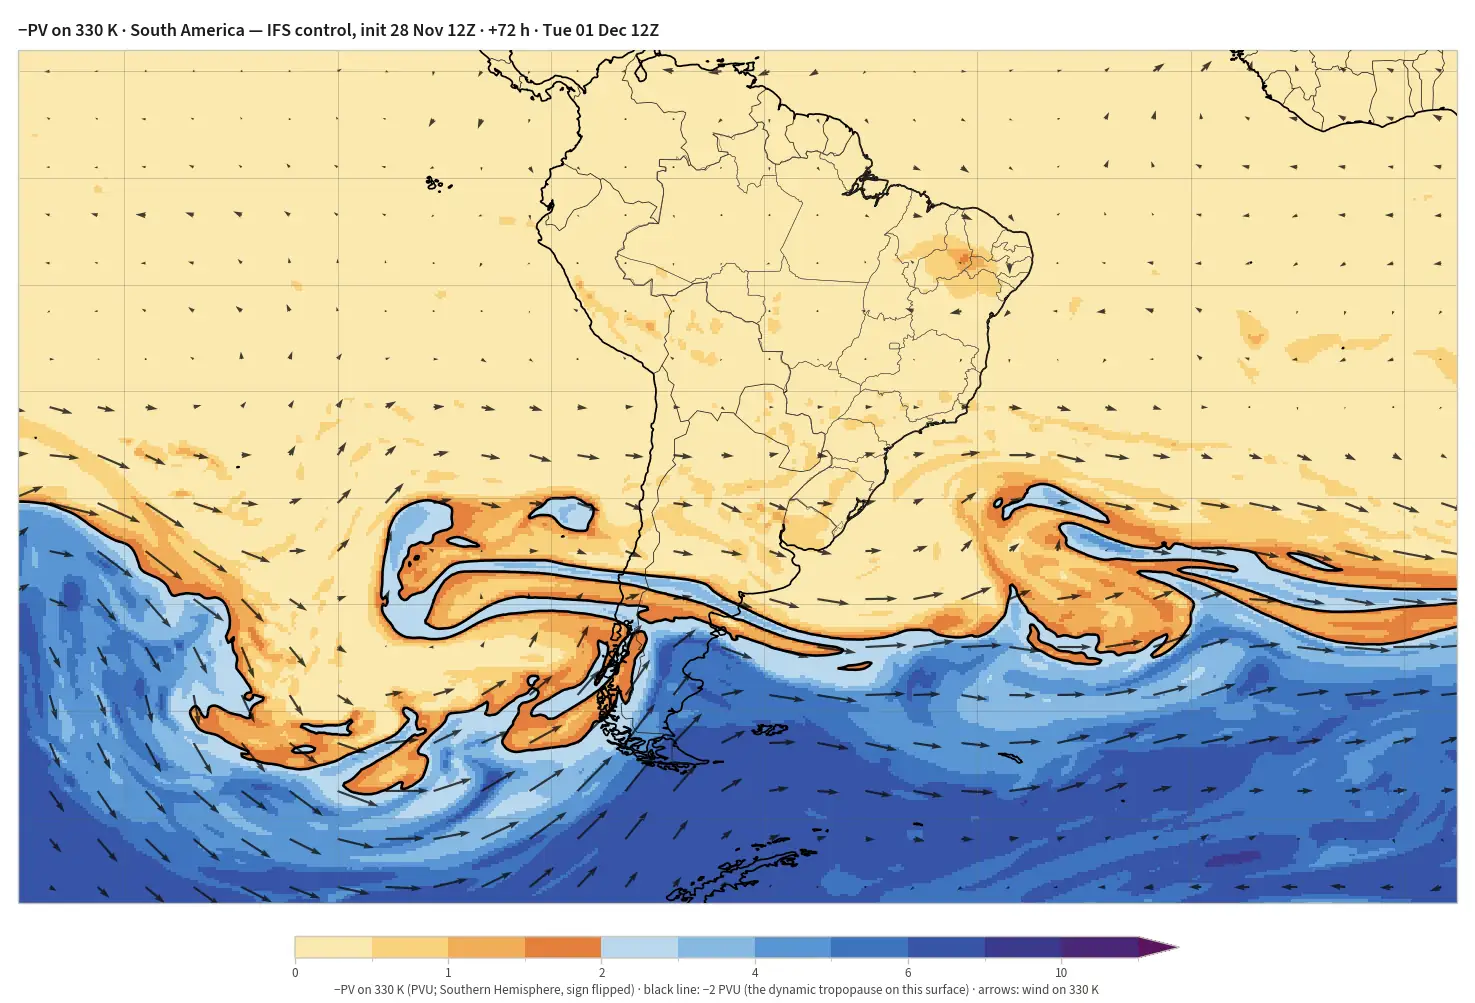 −PV on 330 K · South America — IFS control, init 28 Nov 12Z · +72 h · Tue 01 Dec 12Z
0 1 2 4 6 10
−PV on 330 K (PVU; Southern Hemisphere, sign flipped) · black line: −2 PVU (the dynamic tropopause on this surface) · arrows: wind on 330 K